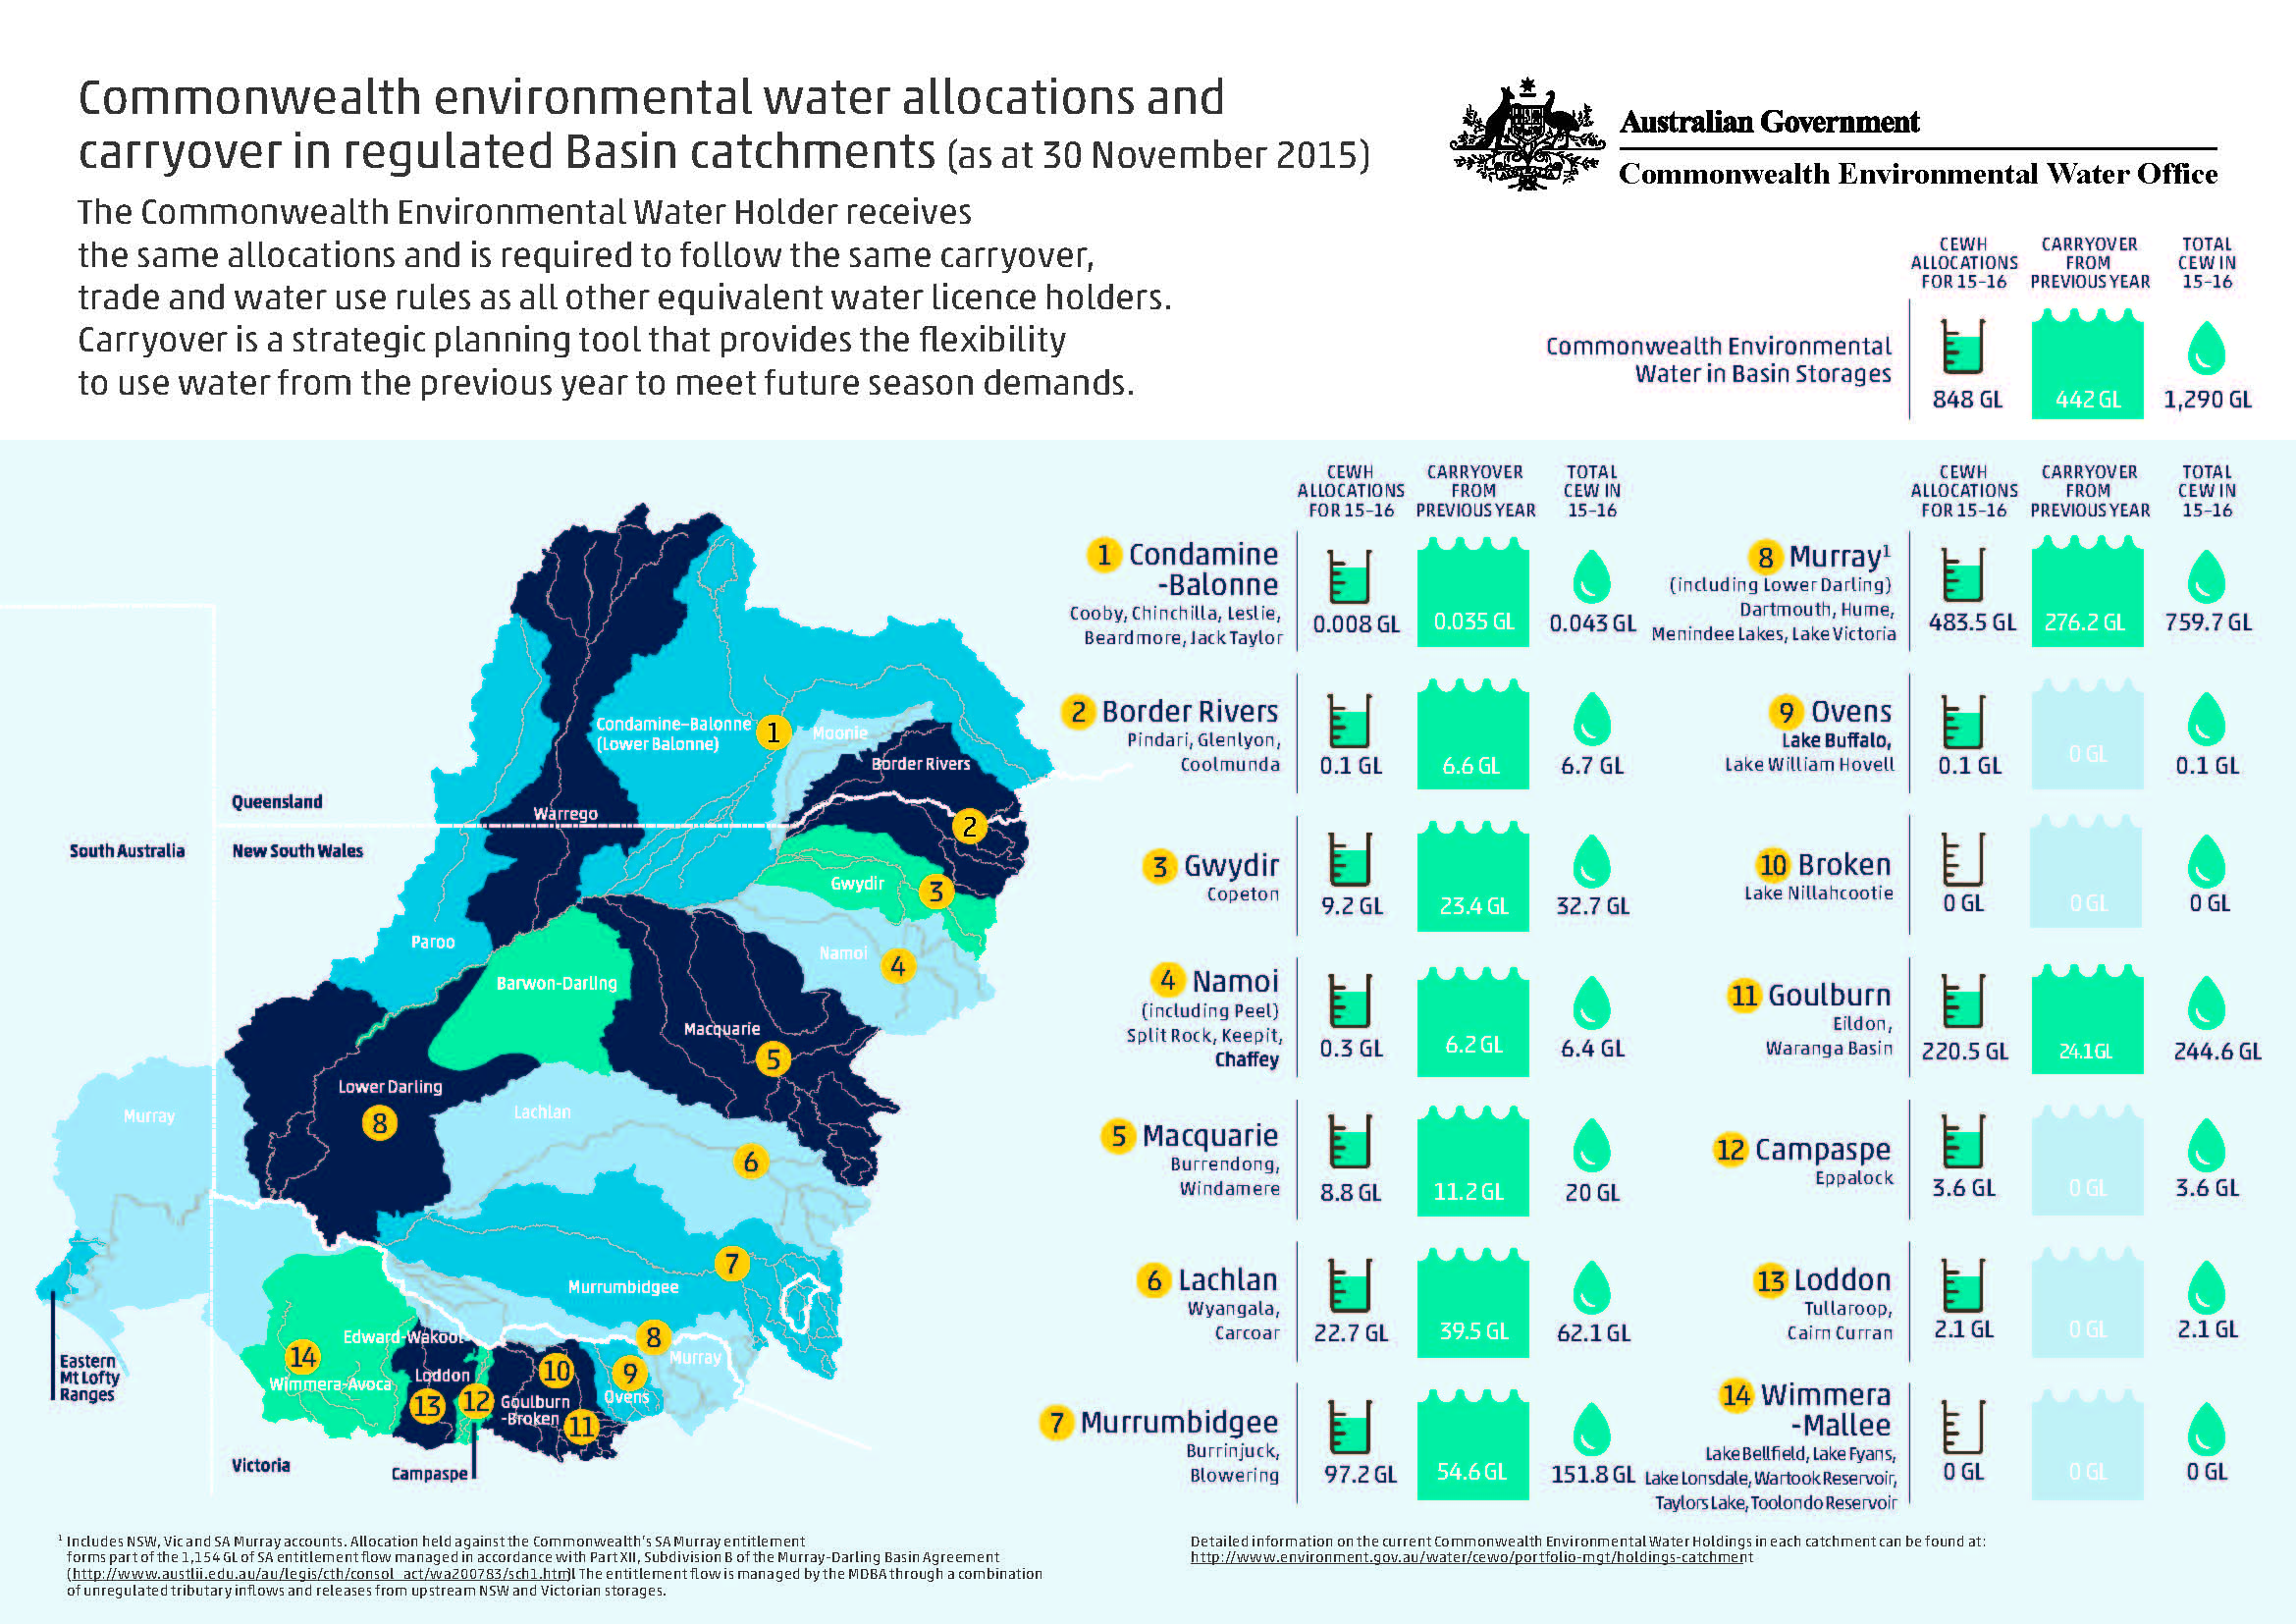 Commonwealth environmental water allocations and
carryover in regulated Basin catchments (as at 30 November 2015)
The Commonwealth Environmental Water Holder receives
the same allocations and is required to follow the same carryover,
trade and water use rules as all other equivalent water licence holders.
Carryover is a strategic planning tool that provides the flexibility
to use water from the previous year to meet future season demands.
Australian Government
Commonwealth Environmental Water Office
CEWH ALLOCATIONS FOR 15-16
CARRYOVER FROM PREVIOUS YEAR
TOTAL CEW IN 15-16
Commonwealth Environmental
Water in Basin Storages
848 GL 442 GL 1,290 GL
Queensland
South Australia
New South Wales
Victoria
Condamine-Balonne
(Lower Balonne)
1
Moonie
Border Rivers
2
Warrego
Gwydir
3
Paroo
Namoi
4
Barwon-Darling
Macquarie
5
Lower Darling
8
Murray
Lachlan
6
7
Murrumbidgee
8
Murray
Edward-Wakool
14
Wimmera-Avoca
Loddon
13
12
10
Goulburn
-Broken
11
9
Ovens
Eastern
Mt Lofty
Ranges
Campaspe
CEWH ALLOCATIONS FOR 15-16
CARRYOVER FROM PREVIOUS YEAR
TOTAL CEW IN 15-16
1 Condamine
-Balonne
Cooby, Chinchilla, Leslie,
Beardmore, Jack Taylor
0.008 GL 0.035 GL 0.043 GL
2 Border Rivers
Pindari, Glenlyon,
Coolmunda
0.1 GL 6.6 GL 6.7 GL
3 Gwydir
Copeton
9.2 GL 23.4 GL 32.7 GL
4 Namoi
(including Peel)
Split Rock, Keepit,
Chaffey
0.3 GL 6.2 GL 6.4 GL
5 Macquarie
Burrendong,
Windamere
8.8 GL 11.2 GL 20 GL
6 Lachlan
Wyangala,
Carcoar
22.7 GL 39.5 GL 62.1 GL
7 Murrumbidgee
Burrinjuck,
Blowering
97.2 GL 54.6 GL 151.8 GL
CEWH ALLOCATIONS FOR 15-16
CARRYOVER FROM PREVIOUS YEAR
TOTAL CEW IN 15-16
8 Murray¹
(including Lower Darling)
Dartmouth, Hume,
Menindee Lakes, Lake Victoria
483.5 GL 276.2 GL 759.7 GL
9 Ovens
Lake Buffalo,
Lake William Hovell
0.1 GL 0 GL 0.1 GL
10 Broken
Lake Nillahcootie
0 GL 0 GL 0 GL
11 Goulburn
Eildon,
Waranga Basin
220.5 GL 24.1GL 244.6 GL
12 Campaspe
Eppalock
3.6 GL 0 GL 3.6 GL
13 Loddon
Tullaroop,
Cairn Curran
2.1 GL 0 GL 2.1 GL
14 Wimmera
-Mallee
Lake Bellfield, Lake Fyans,
Lake Lonsdale, Wartook Reservoir,
Taylors Lake, Toolondo Reservoir
0 GL 0 GL 0 GL
¹ Includes NSW, Vic and SA Murray accounts. Allocation held against the Commonwealth's SA Murray entitlement
forms part of the 1,154 GL of SA entitlement flow managed in accordance with Part XII, Subdivision B of the Murray-Darling Basin Agreement
(http://www.austlii.edu.au/au/legis/cth/consol_act/wa200783/sch1.html The entitlement flow is managed by the MDBA through a combination
of unregulated tributary inflows and releases from upstream NSW and Victorian storages.
Detailed information on the current Commonwealth Environmental Water Holdings in each catchment can be found at:
http://www.environment.gov.au/water/cewo/portfolio-mgt/holdings-catchment